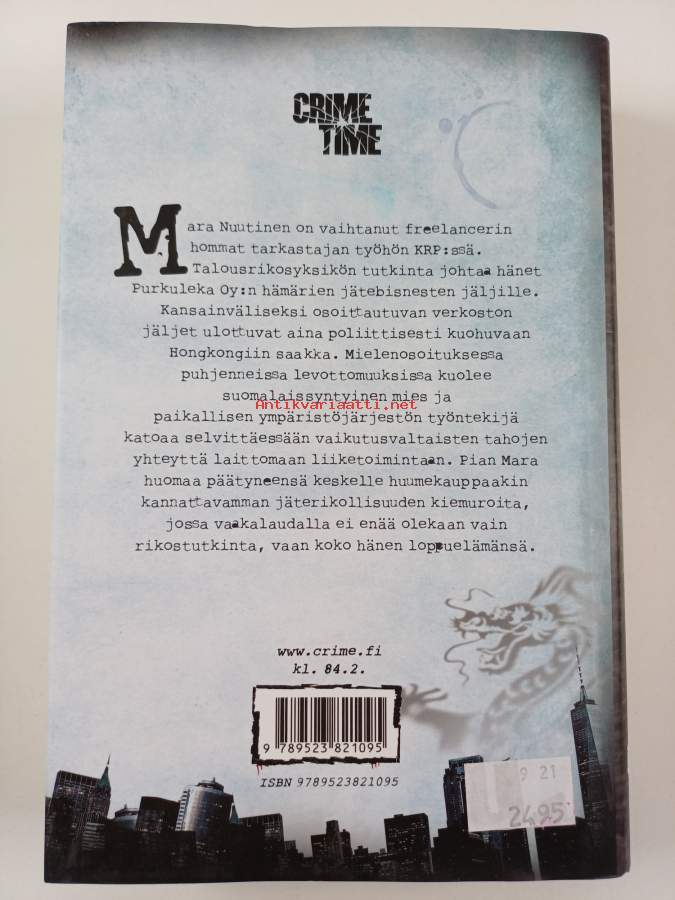 CRIME
TIME
Mara Nuutinen on vaihtanut freelancerin
hommat tarkastajan työhön KRP:ssä.
Talousrikosyksikön tutkinta johtaa hänet
Purkuleka Oy:n hämärien jätebisnesten jäljille.
Kansainväliseksi osoittautuvan verkoston
jäljet ulottuvat aina poliittisesti kuohuvaan
Hongkongiin saakka. Mielenosoituksessa
puhjenneissa levottomuuksissa kuolee
suomalaissyntyinen mies ja
Antikvariaatti.net
paikallisen ympäristöjärjestön työntekijä
katoaa selvittäessään vaikutusvaltaisten tahojen
yhteyttä laittomaan liiketoimintaan. Pian Mara
huomaa päätyneensä keskelle huumekauppaakin
kannattavamman jäterikollisuuden kiemuroita,
jossa vaakalaudalla ei enää olekaan vain
rikostutkinta, vaan koko hänen loppuelämänsä.
www.crime.fi
kl. 84.2.
9 789523 821095
ISBN 9789523821095
9 21
24,95